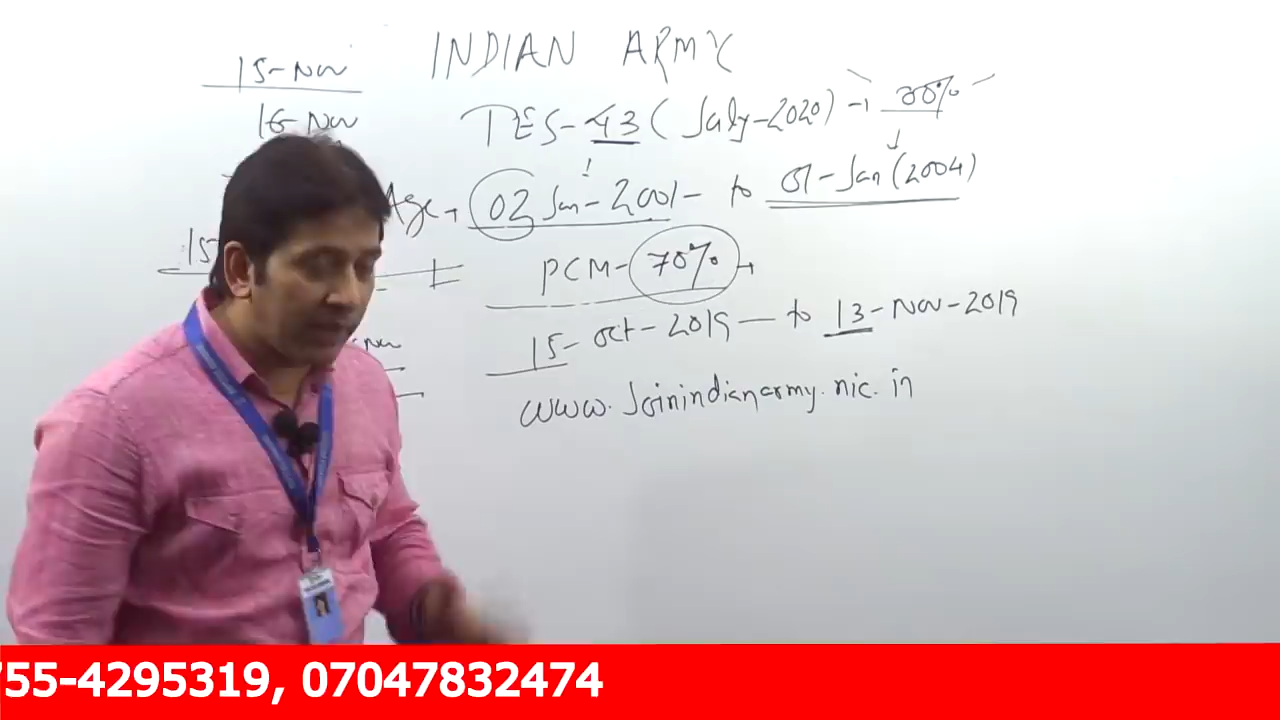 INDIAN ARMY
15-Nov
16-Nov
TES-43 (July-2020) →
Age → 02 Jan-2001- to 01-Jan (2004)
15
PCM- 70% →
15-Oct-2019 — to 13-Nov-2019
www.Joinindianarmy.nic.in
755-4295319, 07047832474